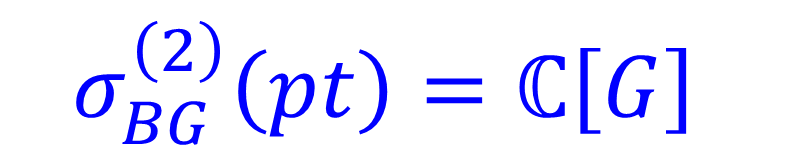 σ_{BG}^{(2)}(pt) = ℂ[G]